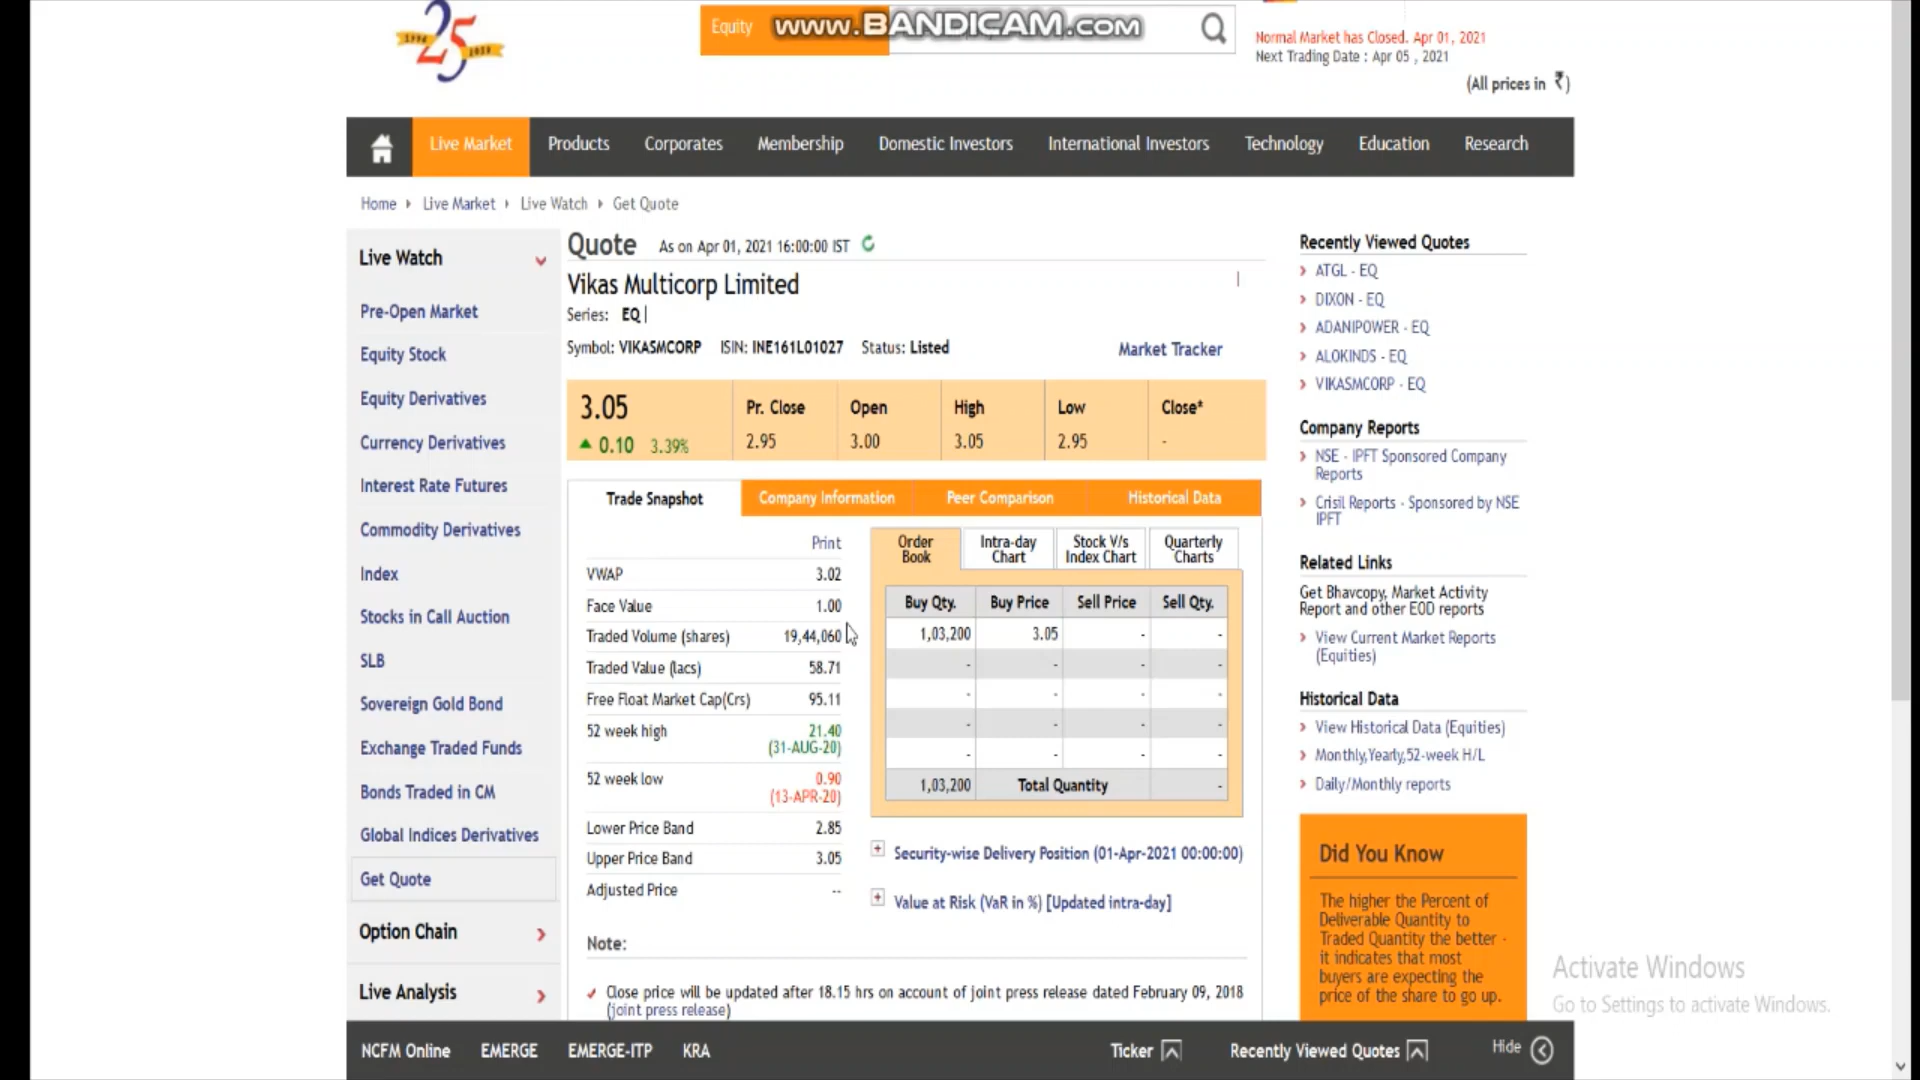 1994 25 2019
Equity
www.BANDICAM.com
Normal Market has Closed. Apr 01, 2021
Next Trading Date : Apr 05 , 2021
(All prices in ₹)
Live Market Products Corporates Membership Domestic Investors International Investors Technology Education Research
Home Live Market Live Watch Get Quote
Live Watch
Pre-Open Market
Equity Stock
Equity Derivatives
Currency Derivatives
Interest Rate Futures
Commodity Derivatives
Index
Stocks in Call Auction
SLB
Sovereign Gold Bond
Exchange Traded Funds
Bonds Traded in CM
Global Indices Derivatives
Get Quote
Option Chain
Live Analysis
Quote As on Apr 01, 2021 16:00:00 IST
Vikas Multicorp Limited
Series: EQ |
|
Symbol: VIKASMCORP ISIN: INE161L01027 Status: Listed
Market Tracker
3.05 Pr. Close Open High Low Close*
0.10 3.39% 2.95 3.00 3.05 2.95 -
Trade Snapshot Company Information Peer Comparison Historical Data
Print
VWAP 3.02
Face Value 1.00
Traded Volume (shares) 19,44,060
Traded Value (lacs) 58.71
Free Float Market Cap(Crs) 95.11
52 week high 21.40
(31-AUG-20)
52 week low 0.90
(13-APR-20)
Lower Price Band 2.85
Upper Price Band 3.05
Adjusted Price --
Order Book Intra-day Chart Stock V/s Index Chart Quarterly Charts
Buy Qty. Buy Price Sell Price Sell Qty.
1,03,200 3.05 - -
- - - -
- - - -
- - - -
- - - -
1,03,200 Total Quantity -
Security-wise Delivery Position (01-Apr-2021 00:00:00)
Value at Risk (VaR in %) [Updated intra-day]
Note:
Close price will be updated after 18.15 hrs on account of joint press release dated February 09, 2018
(joint press release)
Recently Viewed Quotes
ATGL - EQ
DIXON - EQ
ADANIPOWER - EQ
ALOKINDS - EQ
VIKASMCORP - EQ
Company Reports
NSE - IPFT Sponsored Company
Reports
Crisil Reports - Sponsored by NSE
IPFT
Related Links
Get Bhavcopy, Market Activity
Report and other EOD reports
View Current Market Reports
(Equities)
Historical Data
View Historical Data (Equities)
Monthly,Yearly,52-week H/L
Daily/Monthly reports
Did You Know
The higher the Percent of
Deliverable Quantity to
Traded Quantity the better -
it indicates that most
buyers are expecting the
price of the share to go up.
Activate Windows
Go to Settings to activate Windows.
NCFM Online EMERGE EMERGE-ITP KRA Ticker Recently Viewed Quotes Hide